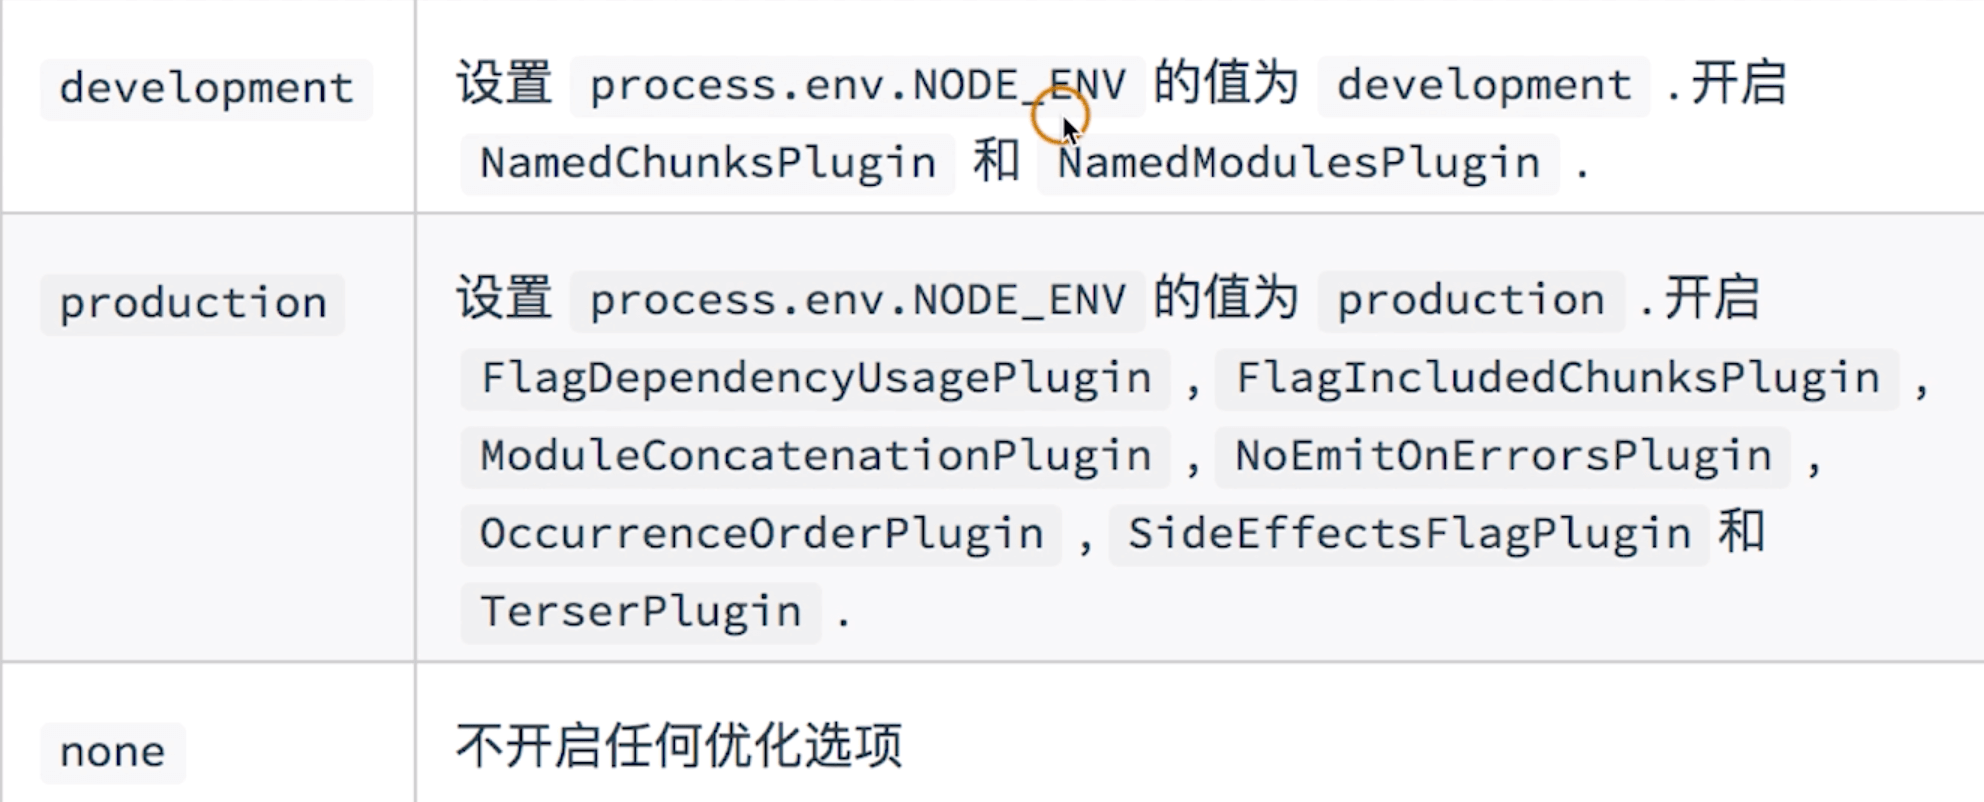 development
设置 process.env.NODE_ENV 的值为 development .开启
NamedChunksPlugin 和 NamedModulesPlugin .
production
设置 process.env.NODE_ENV 的值为 production .开启
FlagDependencyUsagePlugin , FlagIncludedChunksPlugin ,
ModuleConcatenationPlugin , NoEmitOnErrorsPlugin ,
OccurrenceOrderPlugin , SideEffectsFlagPlugin 和
TerserPlugin .
none
不开启任何优化选项